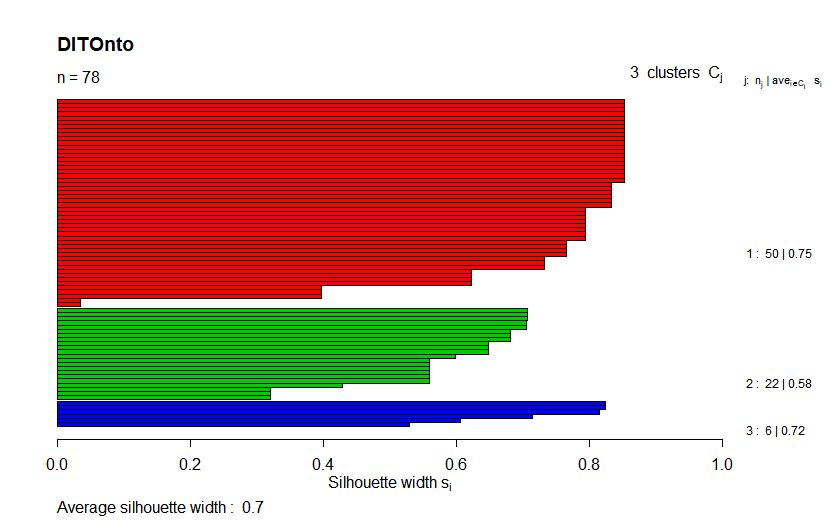 DITOnto
n = 78
3 clusters Cj
j: nj | avei∈Cj si
1 : 50 | 0.75
2 : 22 | 0.58
3 : 6 | 0.72
0.0 0.2 0.4 0.6 0.8 1.0
Silhouette width si
Average silhouette width : 0.7